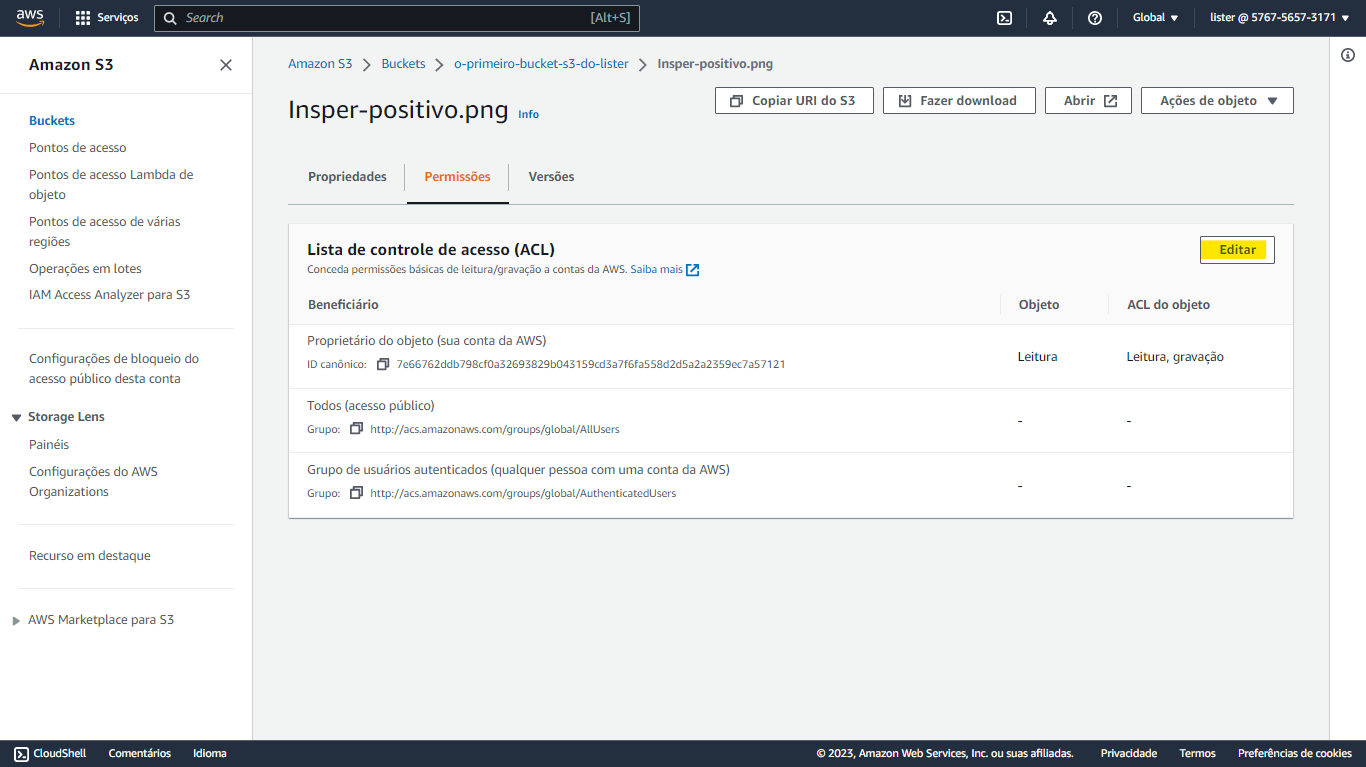 aws
Serviços
Search
[Alt+S]
Global
lister @ 5767-5657-3171
Amazon S3
Buckets
Pontos de acesso
Pontos de acesso Lambda de
objeto
Pontos de acesso de várias
regiões
Operações em lotes
IAM Access Analyzer para S3
Configurações de bloqueio do
acesso público desta conta
Storage Lens
Painéis
Configurações do AWS
Organizations
Recurso em destaque
AWS Marketplace para S3
Amazon S3 > Buckets > o-primeiro-bucket-s3-do-lister > Insper-positivo.png
Insper-positivo.png Info
Copiar URI do S3
Fazer download
Abrir
Ações de objeto
Propriedades
Permissões
Versões
Lista de controle de acesso (ACL)
Editar
Conceda permissões básicas de leitura/gravação a contas da AWS. Saiba mais
Beneficiário
Objeto
ACL do objeto
Proprietário do objeto (sua conta da AWS)
ID canônico: 7e66762ddb798cf0a32693829b043159cd3a7f6fa558d2d5a2a2359ec7a57121
Leitura
Leitura, gravação
Todos (acesso público)
Grupo: http://acs.amazonaws.com/groups/global/AllUsers
-
-
Grupo de usuários autenticados (qualquer pessoa com uma conta da AWS)
Grupo: http://acs.amazonaws.com/groups/global/AuthenticatedUsers
-
-
CloudShell
Comentários
Idioma
© 2023, Amazon Web Services, Inc. ou suas afiliadas.
Privacidade
Termos
Preferências de cookies